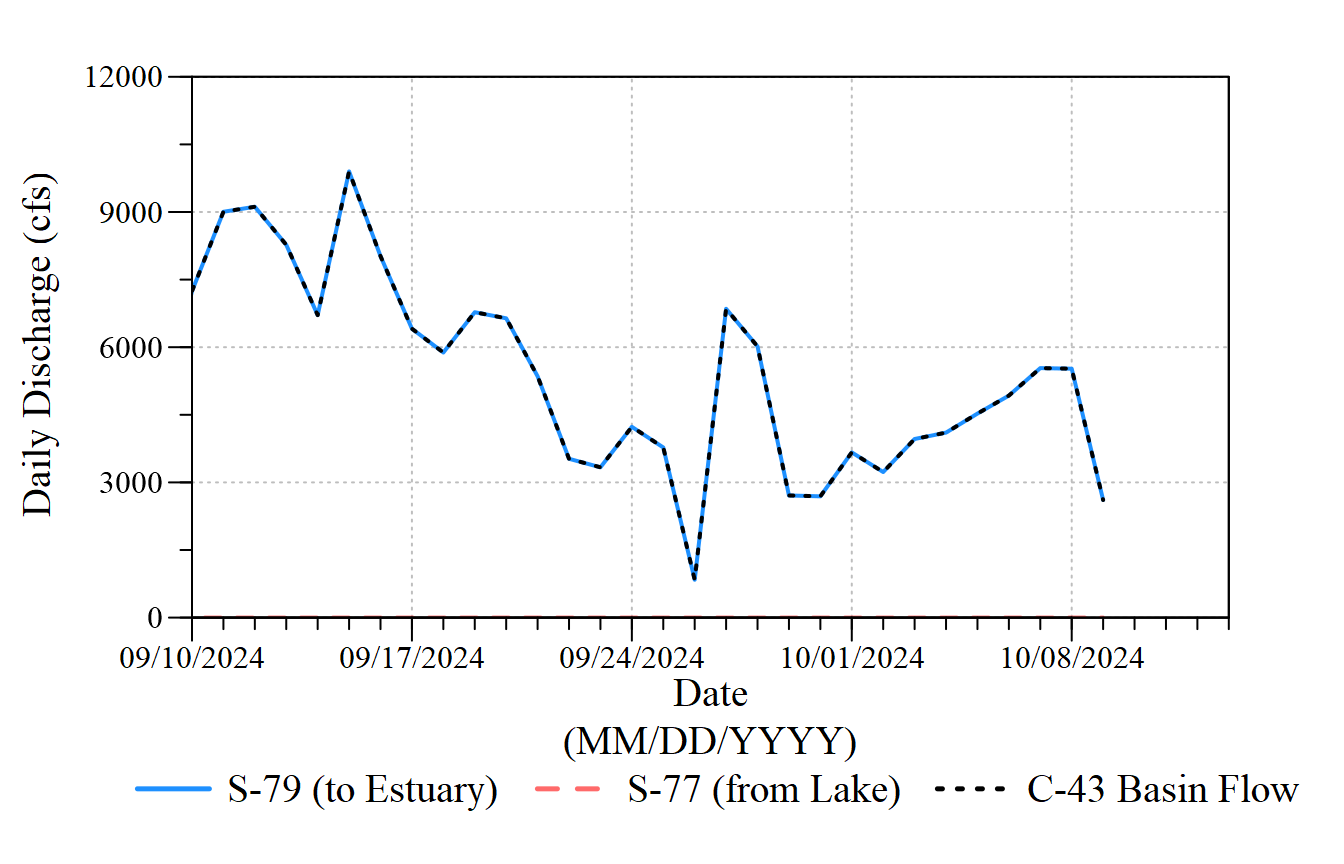 12000
9000
6000
3000
0
Daily Discharge (cfs)
09/10/2024 09/17/2024 09/24/2024 10/01/2024 10/08/2024
Date
(MM/DD/YYYY)
S-79 (to Estuary) S-77 (from Lake) C-43 Basin Flow